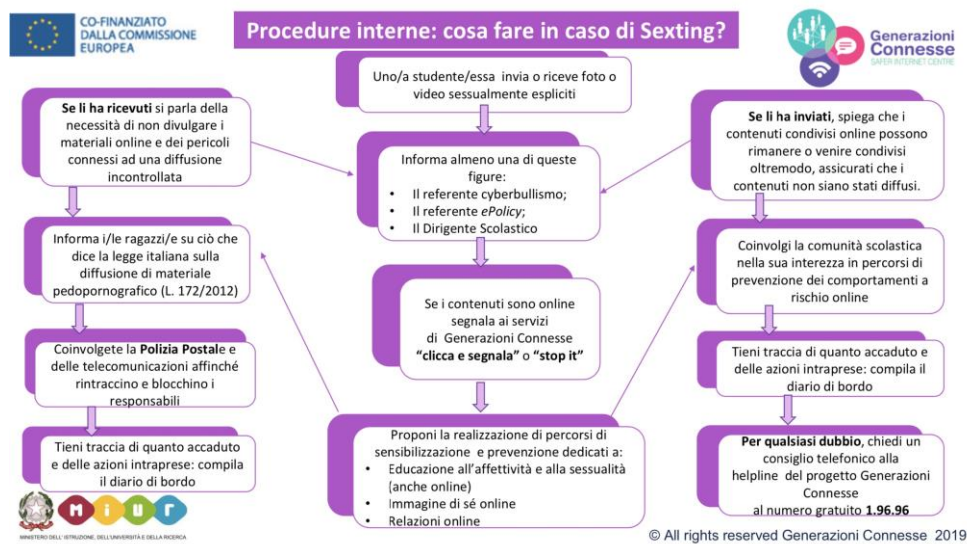 CO-FINANZIATO
DALLA COMMISSIONE
EUROPEA
Procedure interne: cosa fare in caso di Sexting?
Generazioni
Connesse
SAFER INTERNET CENTRE
Uno/a studente/essa invia o riceve foto o
video sessualmente espliciti
Se li ha ricevuti si parla della
necessità di non divulgare i
materiali online e dei pericoli
connessi ad una diffusione
incontrollata
Informa i/le ragazzi/e su ciò che
dice la legge italiana sulla
diffusione di materiale
pedopornografico (L. 172/2012)
Coinvolgete la Polizia Postale e
delle telecomunicazioni affinché
rintraccino e blocchino i
responsabili
Tieni traccia di quanto accaduto
e delle azioni intraprese: compila
il diario di bordo
Informa almeno una di queste
figure:
• Il referente cyberbullismo;
• Il referente ePolicy;
• Il Dirigente Scolastico
Se i contenuti sono online
segnala ai servizi
di Generazioni Connesse
“clicca e segnala” o “stop it”
Proponi la realizzazione di percorsi di
sensibilizzazione e prevenzione dedicati a:
• Educazione all’affettività e alla sessualità
(anche online)
• Immagine di sé online
• Relazioni online
Se li ha inviati, spiega che i
contenuti condivisi online possono
rimanere o venire condivisi
oltremodo, assicurati che i
contenuti non siano stati diffusi.
Coinvolgi la comunità scolastica
nella sua interezza in percorsi di
prevenzione dei comportamenti a
rischio online
Tieni traccia di quanto accaduto e
delle azioni intraprese: compila il
diario di bordo
Per qualsiasi dubbio, chiedi un
consiglio telefonico alla
helpline del progetto Generazioni
Connesse
al numero gratuito 1.96.96
MIUR
MINISTERO DELL' ISTRUZIONE, DELL'UNIVERSITÀ E DELLA RICERCA
© All rights reserved Generazioni Connesse 2019